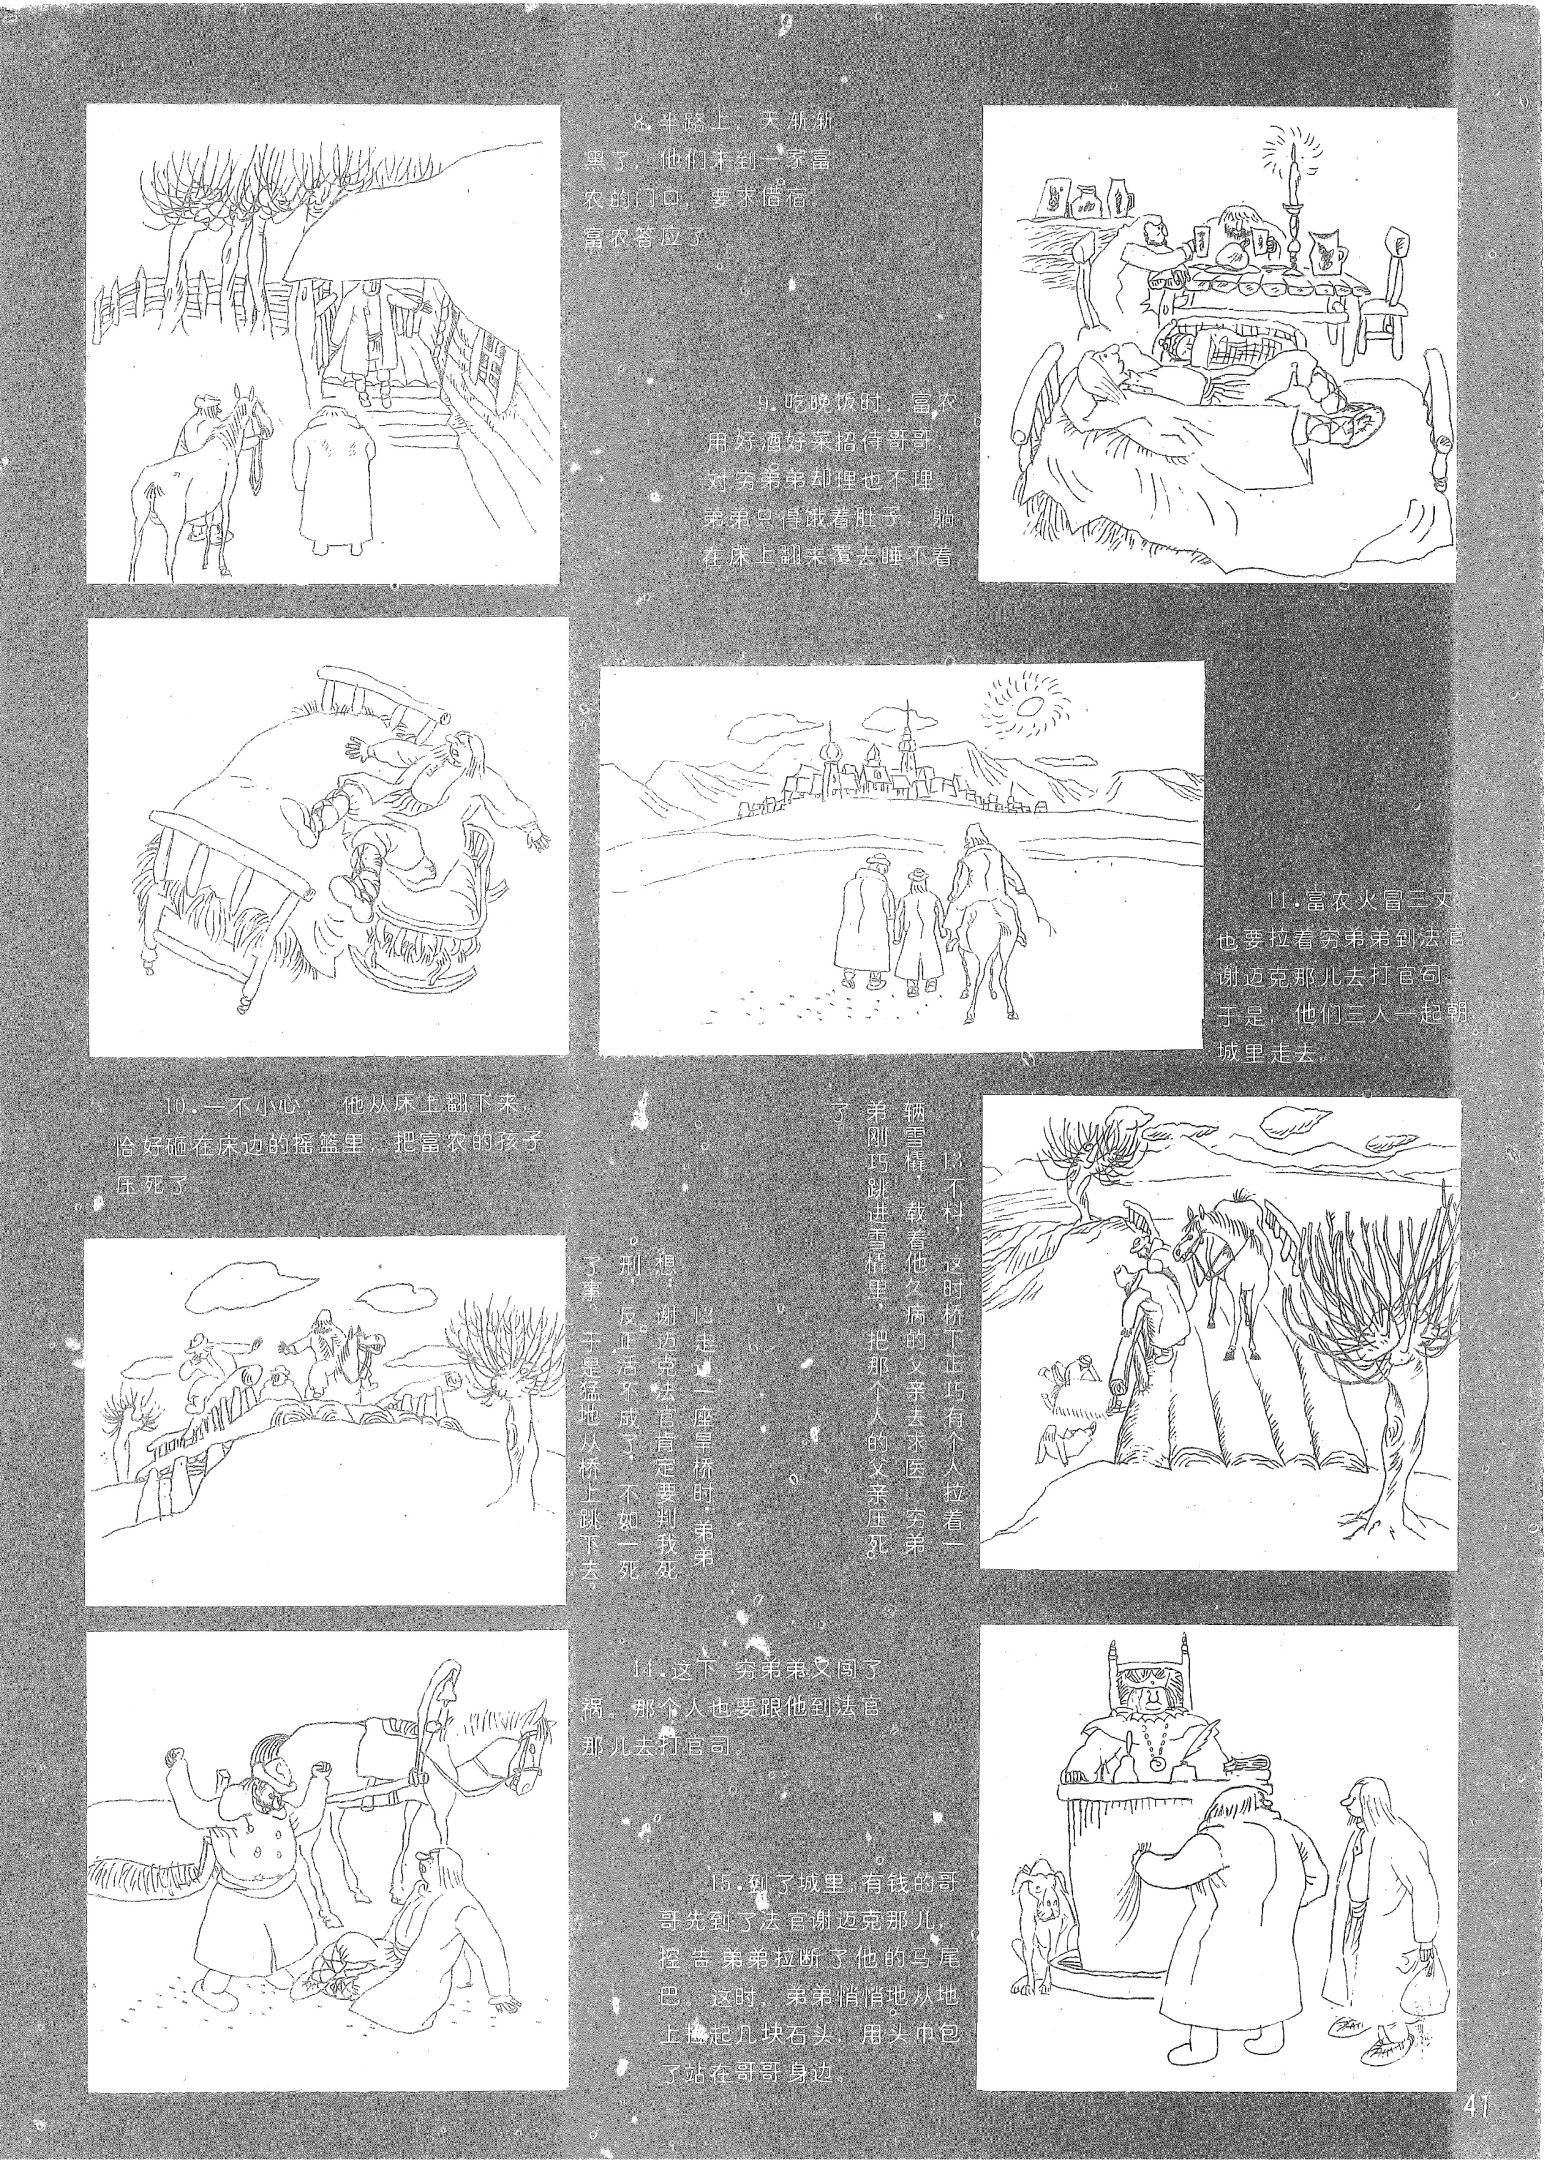 8.半路上，天渐渐
黑了，他们来到一家富
农的门口，要求借宿。
富农答应了
9.吃晚饭时，富农
用好酒好菜招待哥哥，
对穷弟弟却理也不理
弟弟只得饿着肚子，躺
在床上翻来覆去睡不着
10.一不小心，他从床上翻下来，
恰好砸在床边的摇篮里，把富农的孩子
压死了
11.富农火冒三丈，
也要拉着穷弟弟到法官
谢迈克那儿去打官司
于是，他们三人一起朝
城里走去。
12走过一座旱桥时，弟弟
想：谢迈克法官肯定要判我死
刑，反正活不成了，不如一死
了事。于是猛地从桥上跳下去。
13不料，这时桥下正巧有个人拉着一
辆雪橇，载着他久病的父亲去求医，穷弟
弟刚巧跳进雪橇里，把那个人的父亲压死
了。
14.这下，穷弟弟又闯了
祸。那个人也要跟他到法官
那儿去打官司。
15.到了城里，有钱的哥
哥先到了法官谢迈克那儿，
控告弟弟拉断了他的马尾
巴。这时，弟弟悄悄地从地
上捡起几块石头，用头巾包
了站在哥哥身边。
41